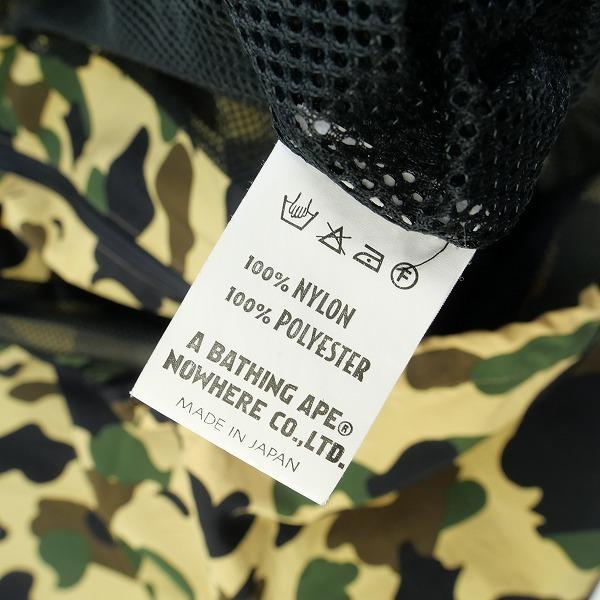 F
100% NYLON
100% POLYESTER
A BATHING APE®
NOWHERE CO.,LTD.
MADE IN JAPAN